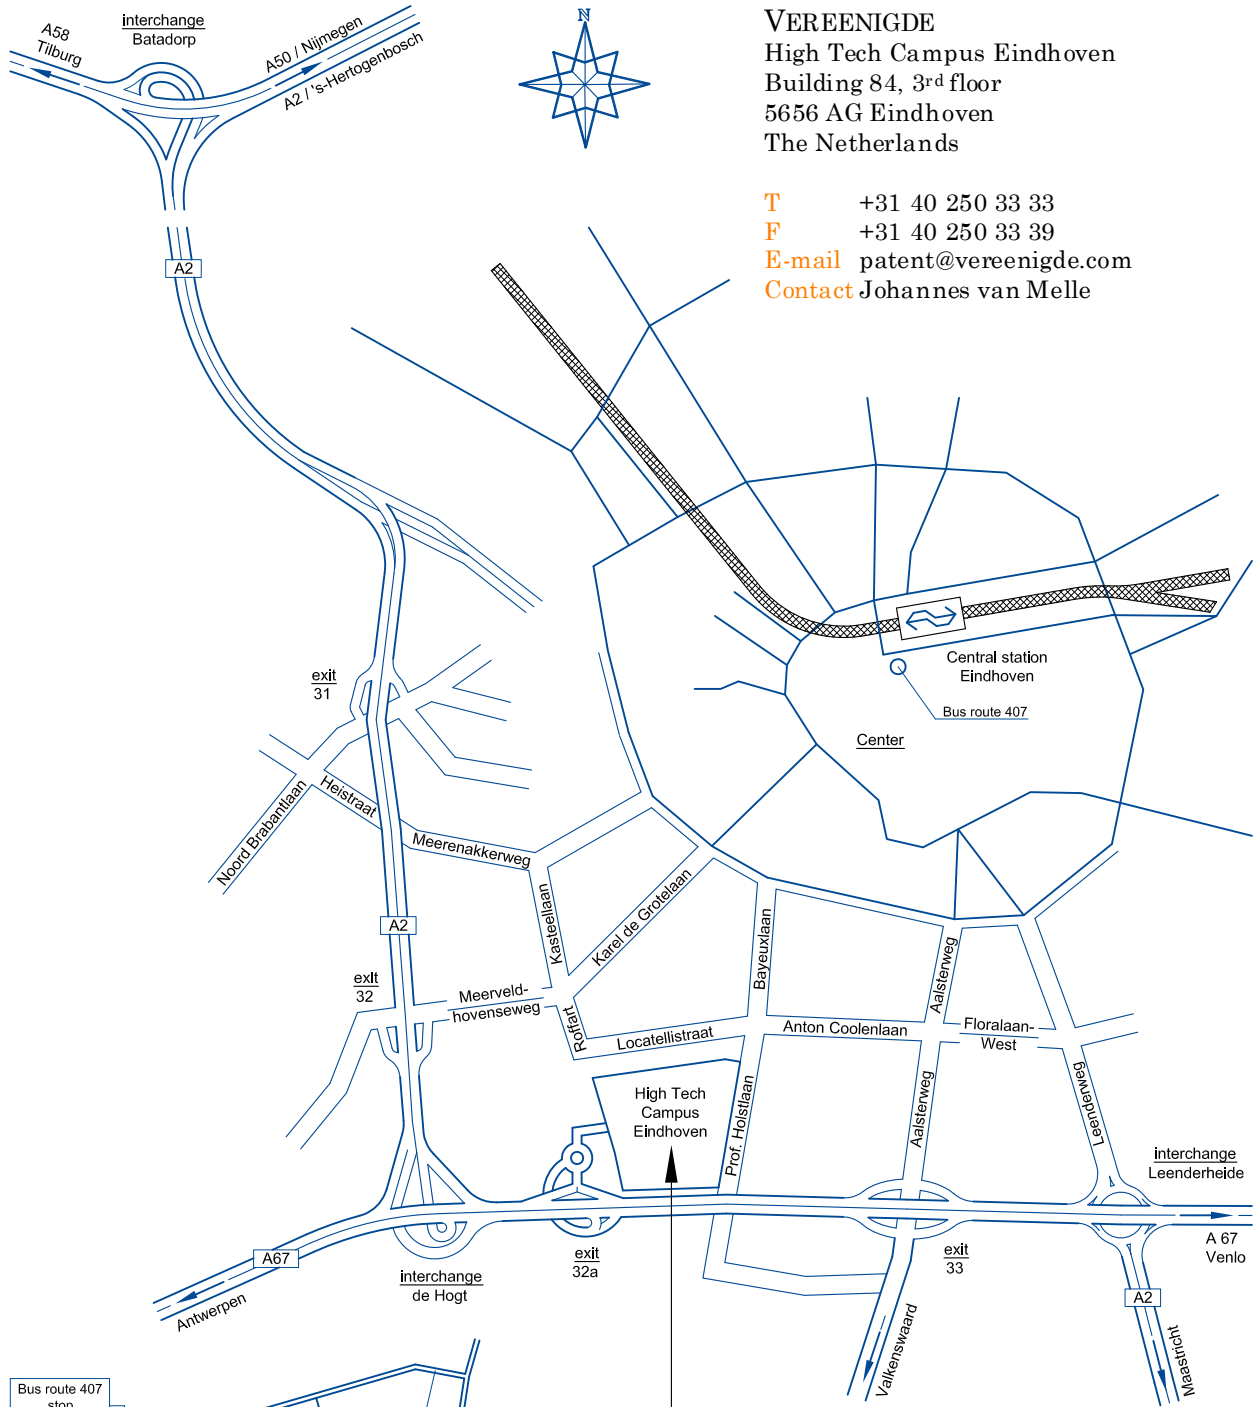 VEREENIGDE
High Tech Campus Eindhoven
Building 84, 3rd floor
5656 AG Eindhoven
The Netherlands
T +31 40 250 33 33
F +31 40 250 33 39
E-mail patent@vereenigde.com
Contact Johannes van Melle
N
A58
Tilburg
interchange
Batadorp
A50 / Nijmegen
A2 / 's-Hertogenbosch
A2
Central station
Eindhoven
Bus route 407
Center
exit
31
Noord Brabantlaan
Heistraat
Meerenakkerweg
Kasteellaan
Karel de Grotelaan
Bayeuxlaan
Aalsterweg
A2
exit
32
Meerveld-
hovenseweg
Roffart
Locatellistraat
Anton Coolenlaan
Floralaan-
West
High Tech
Campus
Eindhoven
Prof. Holstlaan
Aalsterweg
Leenderweg
interchange
Leenderheide
A67
Antwerpen
interchange
de Hogt
exit
32a
exit
33
A 67
Venlo
A2
Valkenswaard
Maastricht
Bus route 407
stop